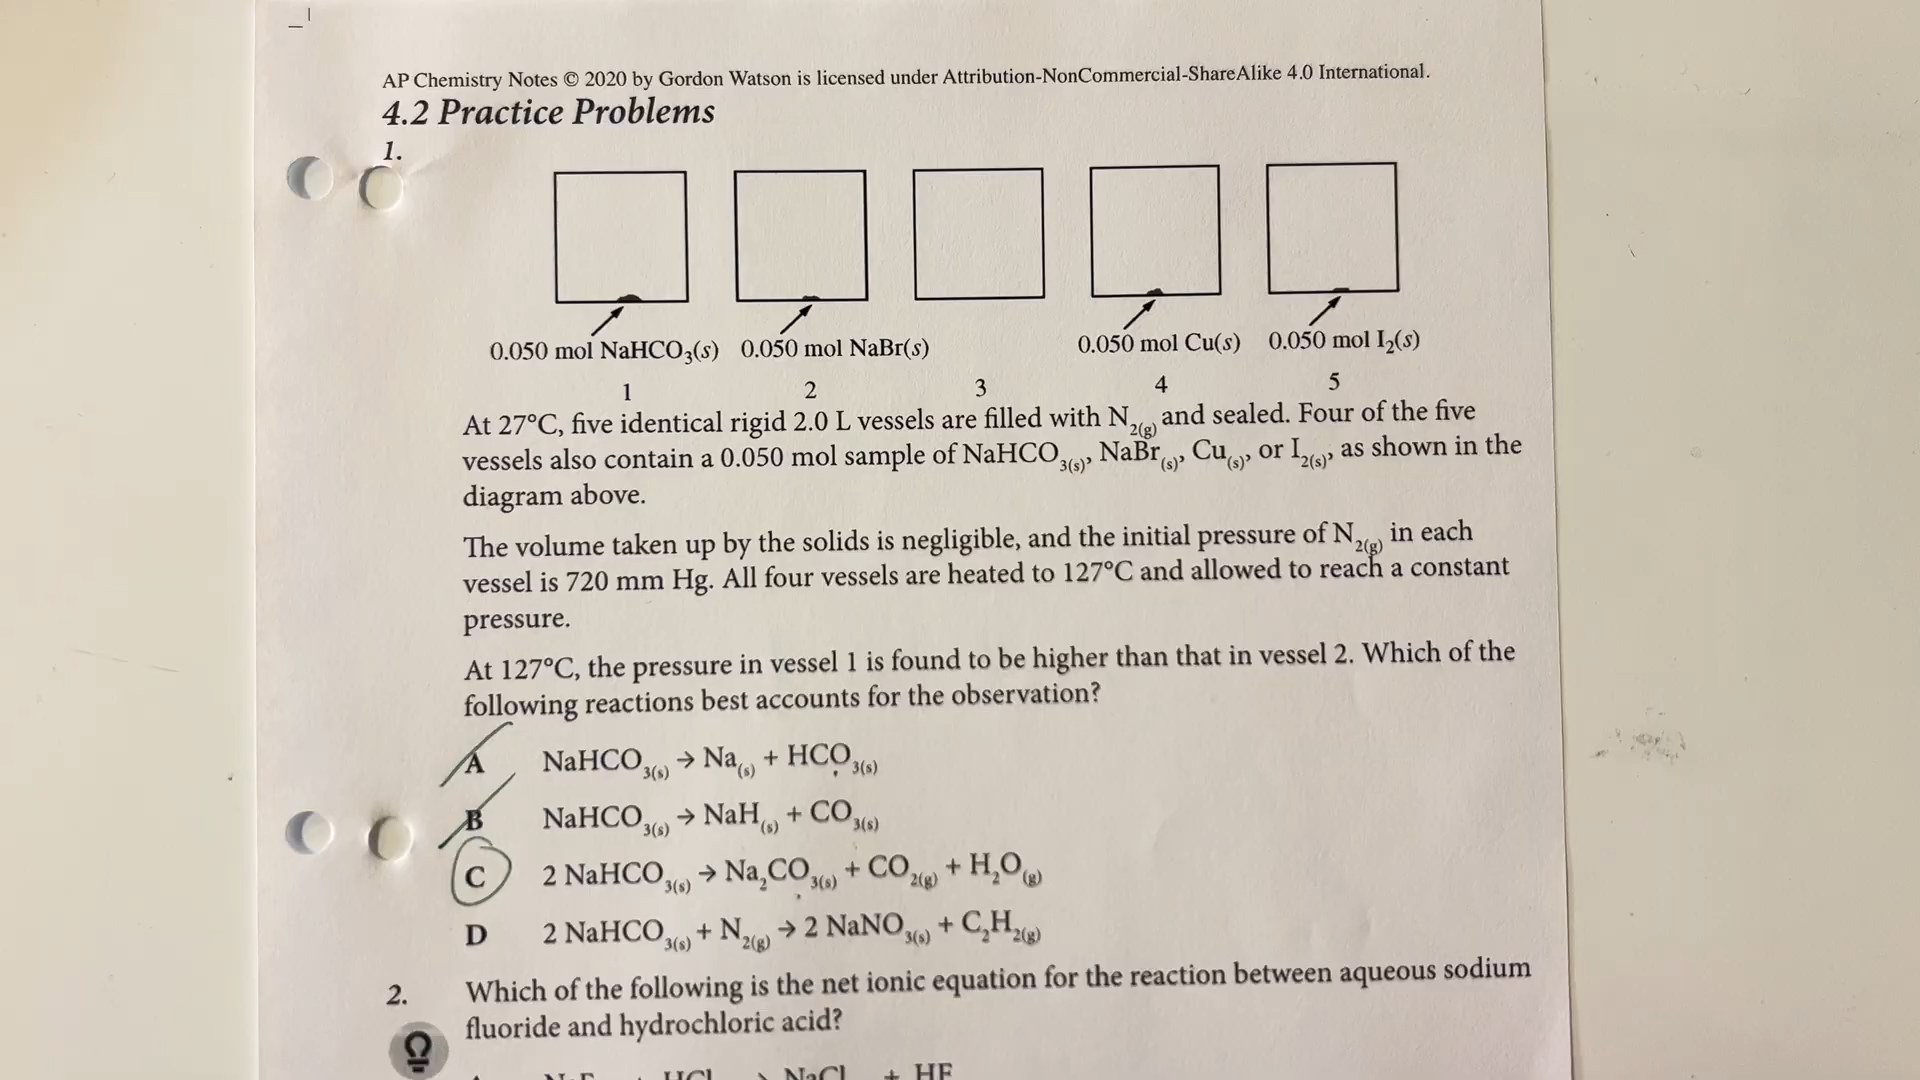 AP Chemistry Notes © 2020 by Gordon Watson is licensed under Attribution-NonCommercial-ShareAlike 4.0 International.
4.2 Practice Problems
1.
0.050 mol NaHCO₃(s) 0.050 mol NaBr(s) 0.050 mol Cu(s) 0.050 mol I₂(s)
1 2 3 4 5
At 27°C, five identical rigid 2.0 L vessels are filled with N₂(g) and sealed. Four of the five
vessels also contain a 0.050 mol sample of NaHCO₃(s), NaBr(s), Cu(s), or I₂(s), as shown in the
diagram above.
The volume taken up by the solids is negligible, and the initial pressure of N₂(g) in each
vessel is 720 mm Hg. All four vessels are heated to 127°C and allowed to reach a constant
pressure.
At 127°C, the pressure in vessel 1 is found to be higher than that in vessel 2. Which of the
following reactions best accounts for the observation?
A NaHCO₃(s) → Na(s) + HCO₃(s)
B NaHCO₃(s) → NaH(s) + CO₃(s)
C 2 NaHCO₃(s) → Na₂CO₃(s) + CO₂(g) + H₂O(g)
D 2 NaHCO₃(s) + N₂(g) → 2 NaNO₃(s) + C₂H₂(g)
2. Which of the following is the net ionic equation for the reaction between aqueous sodium
fluoride and hydrochloric acid?
NaCl + HF